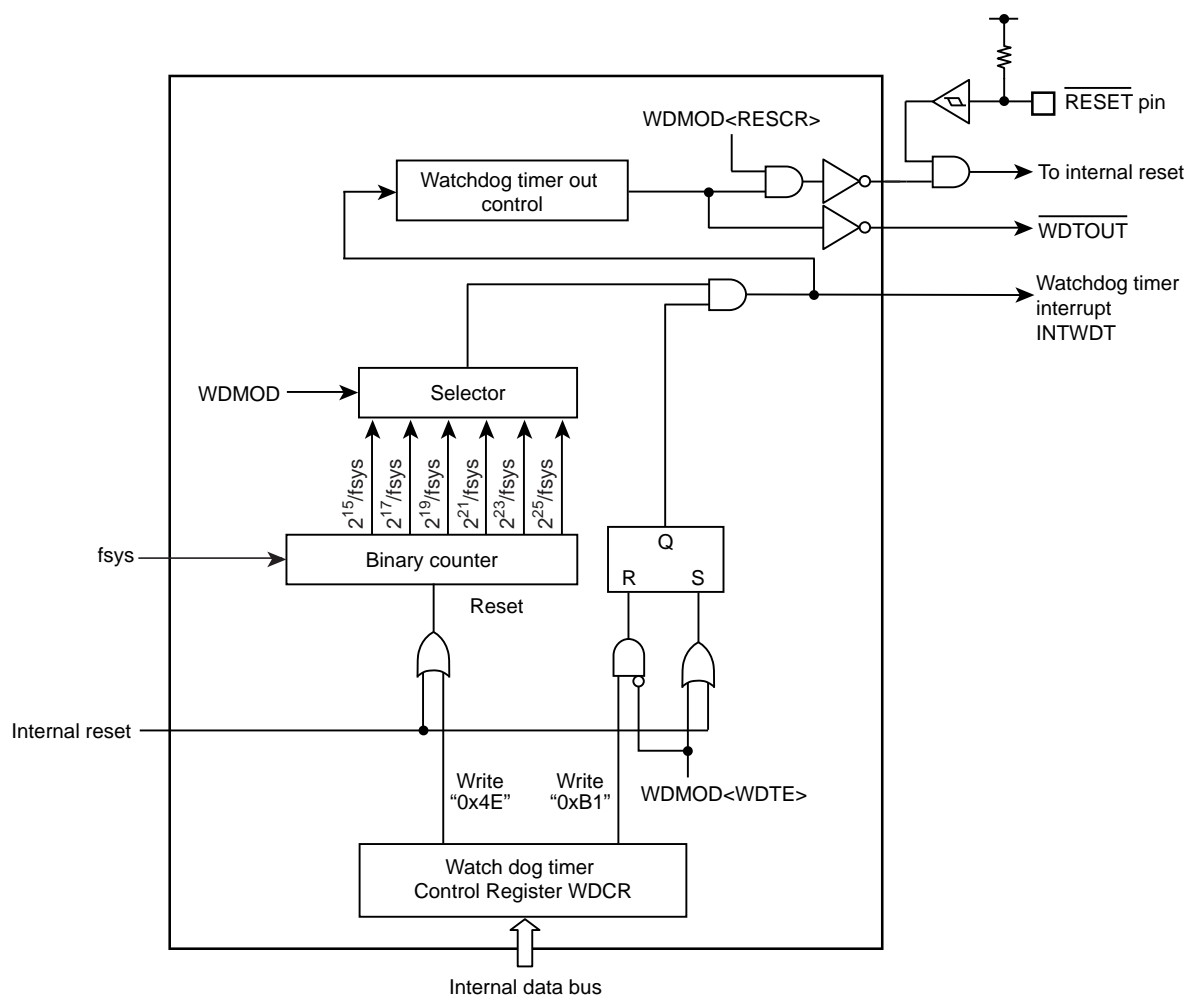 RESET pin
WDMOD<RESCR>
Watchdog timer out
control
To internal reset
WDTOUT
Watchdog timer
interrupt
INTWDT
WDMOD
Selector
2^15/fsys
2^17/fsys
2^19/fsys
2^21/fsys
2^23/fsys
2^25/fsys
fsys
Binary counter
Q
R
S
Reset
Internal reset
Write
“0x4E”
Write
“0xB1”
WDMOD<WDTE>
Watch dog timer
Control Register WDCR
Internal data bus